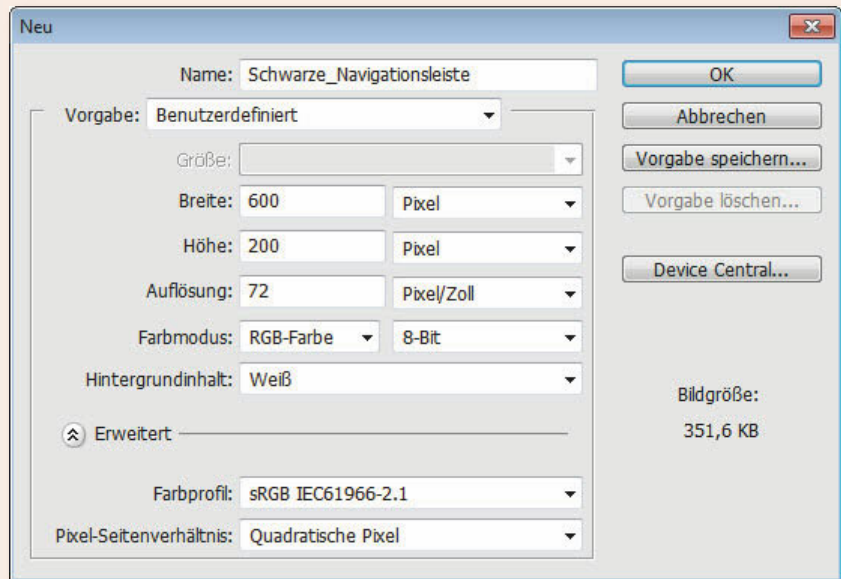 Neu
Name: Schwarze_Navigationsleiste
OK
Vorgabe: Benutzerdefiniert
Abbrechen
Größe:
Vorgabe speichern...
Breite: 600 Pixel
Vorgabe löschen...
Höhe: 200 Pixel
Device Central...
Auflösung: 72 Pixel/Zoll
Farbmodus: RGB-Farbe 8-Bit
Hintergrundinhalt: Weiß
Bildgröße:
351,6 KB
Erweitert
Farbprofil: sRGB IEC61966-2.1
Pixel-Seitenverhältnis: Quadratische Pixel